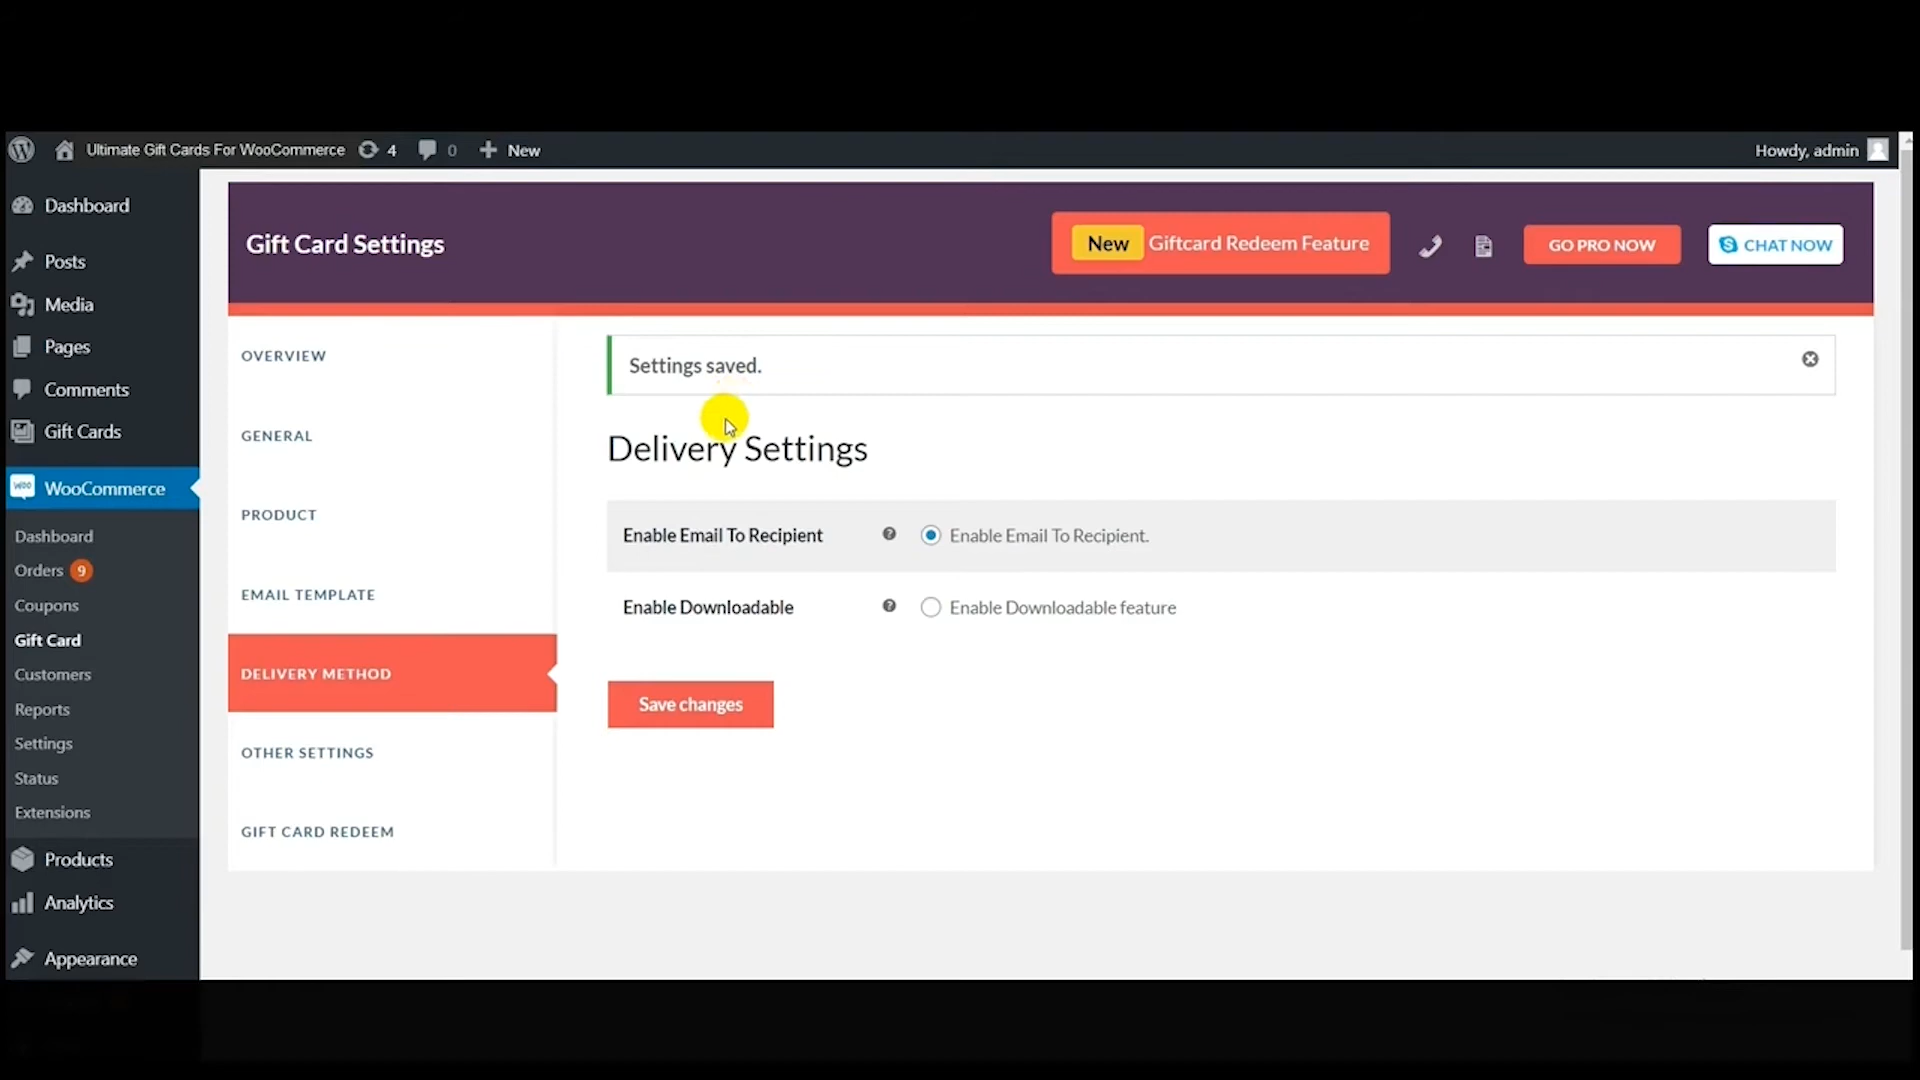 Ultimate Gift Cards For WooCommerce 4 0 New Howdy, admin
Dashboard
Posts
Media
Pages
Comments
Gift Cards
WooCommerce
Dashboard
Orders 9
Coupons
Gift Card
Customers
Reports
Settings
Status
Extensions
Products
Analytics
Appearance
Gift Card Settings
New Giftcard Redeem Feature
GO PRO NOW
CHAT NOW
OVERVIEW
GENERAL
PRODUCT
EMAIL TEMPLATE
DELIVERY METHOD
OTHER SETTINGS
GIFT CARD REDEEM
Settings saved.
Delivery Settings
Enable Email To Recipient Enable Email To Recipient.
Enable Downloadable Enable Downloadable feature
Save changes